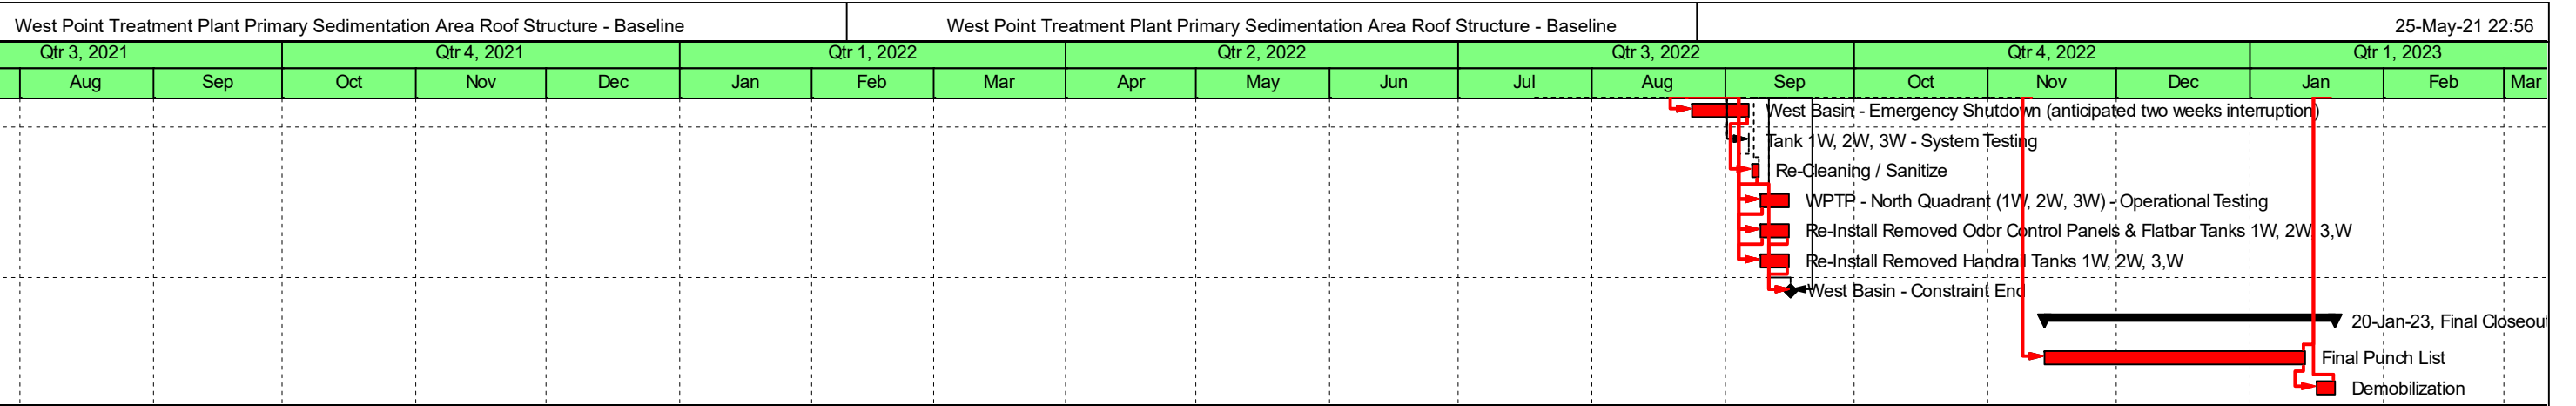 West Point Treatment Plant Primary Sedimentation Area Roof Structure - Baseline
West Point Treatment Plant Primary Sedimentation Area Roof Structure - Baseline
25-May-21 22:56
Qtr 3, 2021
Qtr 4, 2021
Qtr 1, 2022
Qtr 2, 2022
Qtr 3, 2022
Qtr 4, 2022
Qtr 1, 2023
Aug
Sep
Oct
Nov
Dec
Jan
Feb
Mar
Apr
May
Jun
Jul
Aug
Sep
Oct
Nov
Dec
Jan
Feb
Mar
West Basin - Emergency Shutdown (anticipated two weeks interruption)
Tank 1W, 2W, 3W - System Testing
Re-Cleaning / Sanitize
WPTP - North Quadrant (1W, 2W, 3W) - Operational Testing
Re-Install Removed Odor Control Panels & Flatbar Tanks 1W, 2W, 3,W
Re-Install Removed Handrail Tanks 1W, 2W, 3,W
West Basin - Constraint End
20-Jan-23, Final Closeou
Final Punch List
Demobilization